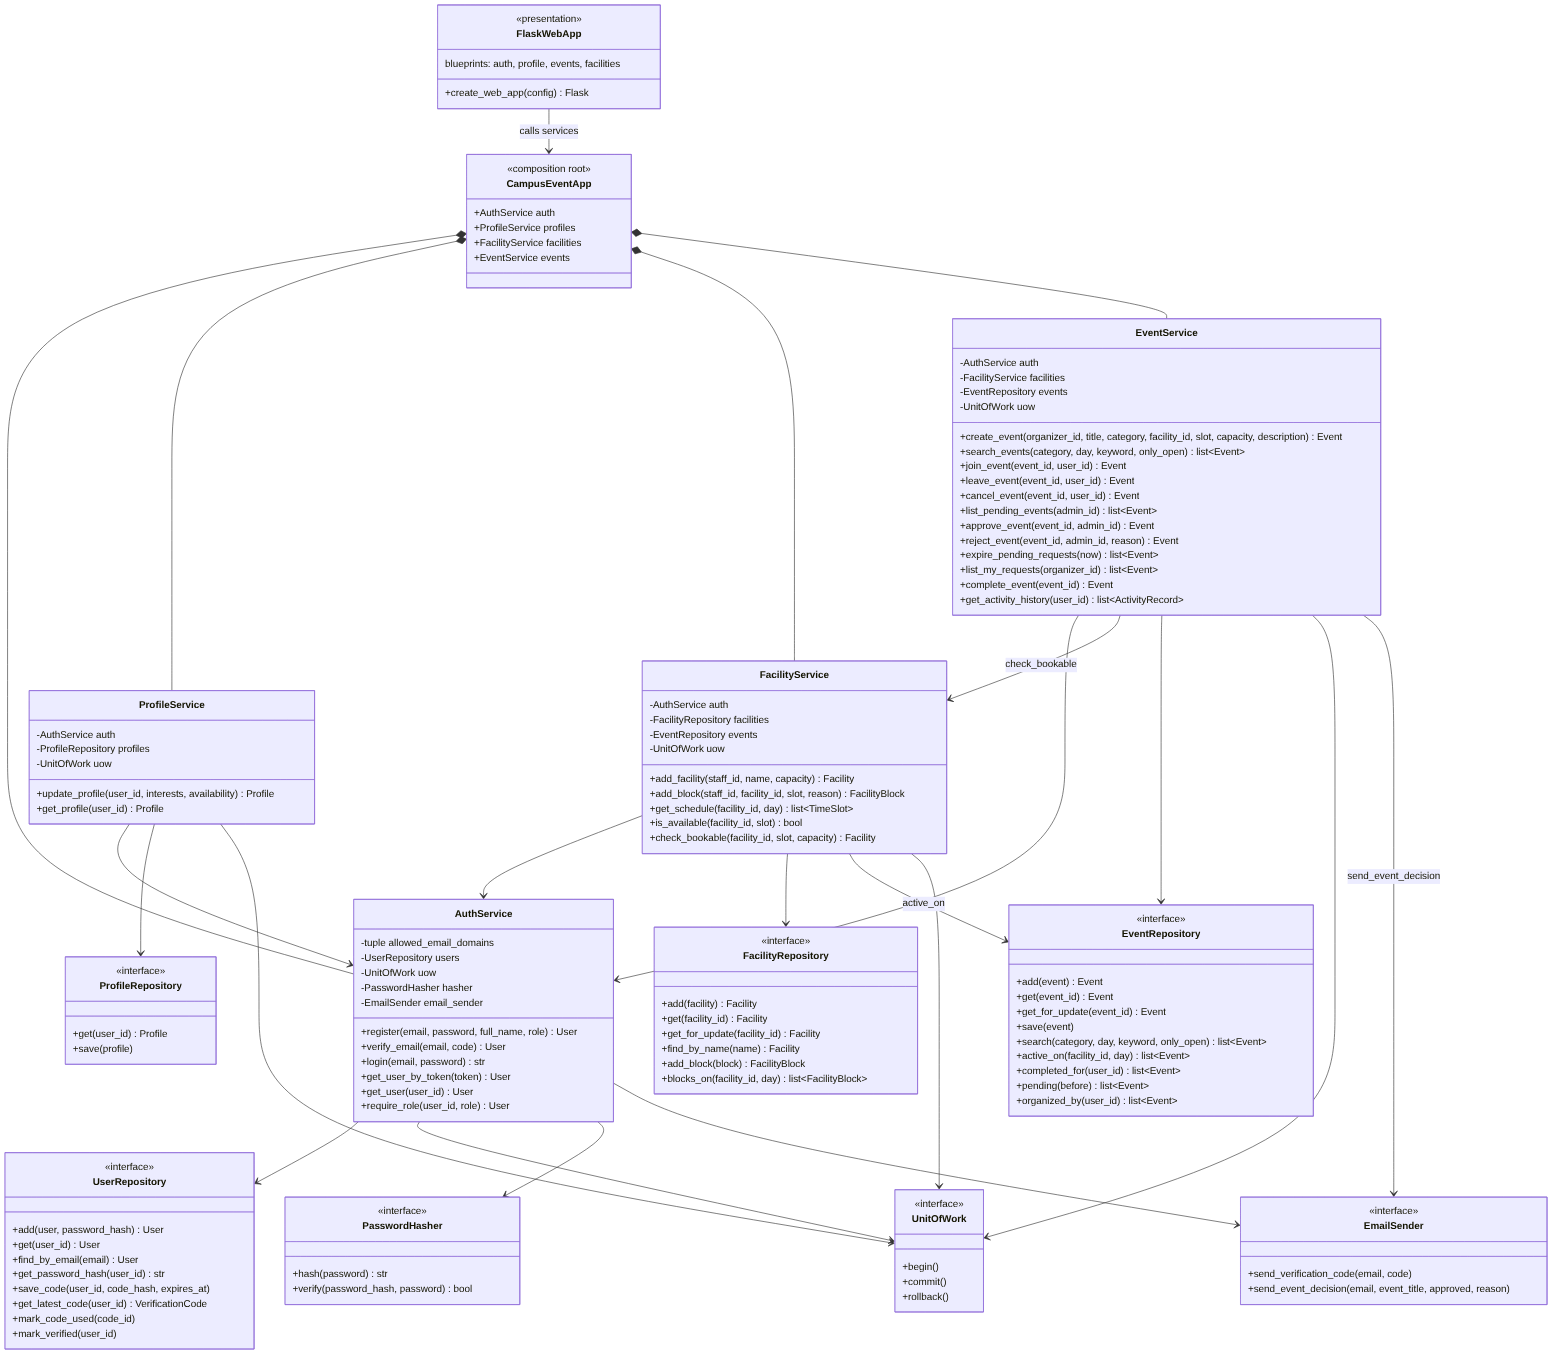 «presentation»
FlaskWebApp
blueprints: auth, profile, events, facilities
+create_web_app(config) : Flask
calls services
«composition root»
CampusEventApp
+AuthService auth
+ProfileService profiles
+FacilityService facilities
+EventService events
EventService
-AuthService auth
-FacilityService facilities
-EventRepository events
-UnitOfWork uow
+create_event(organizer_id, title, category, facility_id, slot, capacity, description) : Event
+search_events(category, day, keyword, only_open) : list<Event>
+join_event(event_id, user_id) : Event
+leave_event(event_id, user_id) : Event
+cancel_event(event_id, user_id) : Event
+list_pending_events(admin_id) : list<Event>
+approve_event(event_id, admin_id) : Event
+reject_event(event_id, admin_id, reason) : Event
+expire_pending_requests(now) : list<Event>
+list_my_requests(organizer_id) : list<Event>
+complete_event(event_id) : Event
+get_activity_history(user_id) : list<ActivityRecord>
check_bookable
FacilityService
-AuthService auth
-FacilityRepository facilities
-EventRepository events
-UnitOfWork uow
+add_facility(staff_id, name, capacity) : Facility
+add_block(staff_id, facility_id, slot, reason) : FacilityBlock
+get_schedule(facility_id, day) : list<TimeSlot>
+is_available(facility_id, slot) : bool
+check_bookable(facility_id, slot, capacity) : Facility
ProfileService
-AuthService auth
-ProfileRepository profiles
-UnitOfWork uow
+update_profile(user_id, interests, availability) : Profile
+get_profile(user_id) : Profile
send_event_decision
active_on
AuthService
-tuple allowed_email_domains
-UserRepository users
-UnitOfWork uow
-PasswordHasher hasher
-EmailSender email_sender
+register(email, password, full_name, role) : User
+verify_email(email, code) : User
+login(email, password) : str
+get_user_by_token(token) : User
+get_user(user_id) : User
+require_role(user_id, role) : User
«interface»
ProfileRepository
+get(user_id) : Profile
+save(profile)
«interface»
FacilityRepository
+add(facility) : Facility
+get(facility_id) : Facility
+get_for_update(facility_id) : Facility
+find_by_name(name) : Facility
+add_block(block) : FacilityBlock
+blocks_on(facility_id, day) : list<FacilityBlock>
«interface»
EventRepository
+add(event) : Event
+get(event_id) : Event
+get_for_update(event_id) : Event
+save(event)
+search(category, day, keyword, only_open) : list<Event>
+active_on(facility_id, day) : list<Event>
+completed_for(user_id) : list<Event>
+pending(before) : list<Event>
+organized_by(user_id) : list<Event>
«interface»
UserRepository
+add(user, password_hash) : User
+get(user_id) : User
+find_by_email(email) : User
+get_password_hash(user_id) : str
+save_code(user_id, code_hash, expires_at)
+get_latest_code(user_id) : VerificationCode
+mark_code_used(code_id)
+mark_verified(user_id)
«interface»
PasswordHasher
+hash(password) : str
+verify(password_hash, password) : bool
«interface»
UnitOfWork
+begin()
+commit()
+rollback()
«interface»
EmailSender
+send_verification_code(email, code)
+send_event_decision(email, event_title, approved, reason)